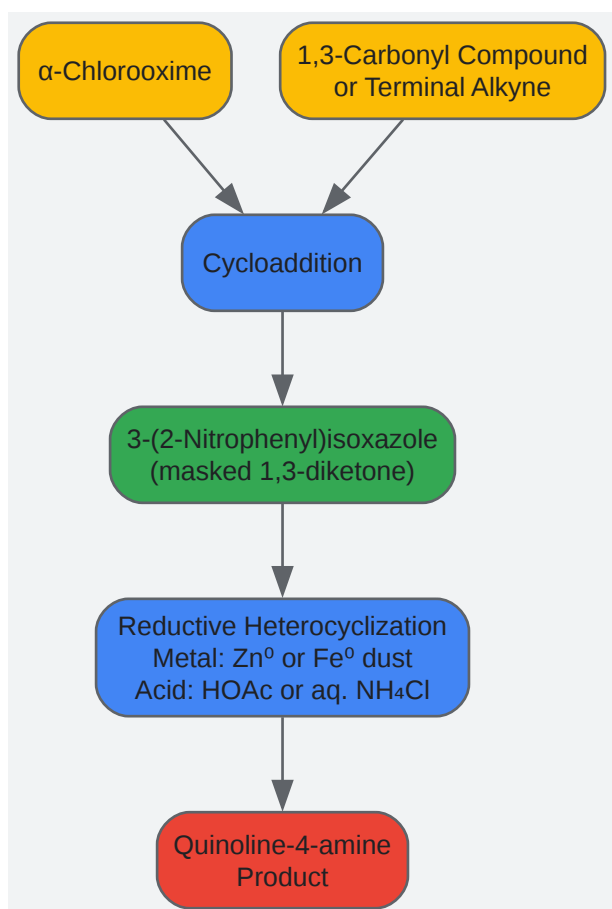 α-Chlorooxime
1,3-Carbonyl Compound
or Terminal Alkyne
Cycloaddition
3-(2-Nitrophenyl)isoxazole
(masked 1,3-diketone)
Reductive Heterocyclization
Metal: Zn⁰ or Fe⁰ dust
Acid: HOAc or aq. NH₄Cl
Quinoline-4-amine
Product